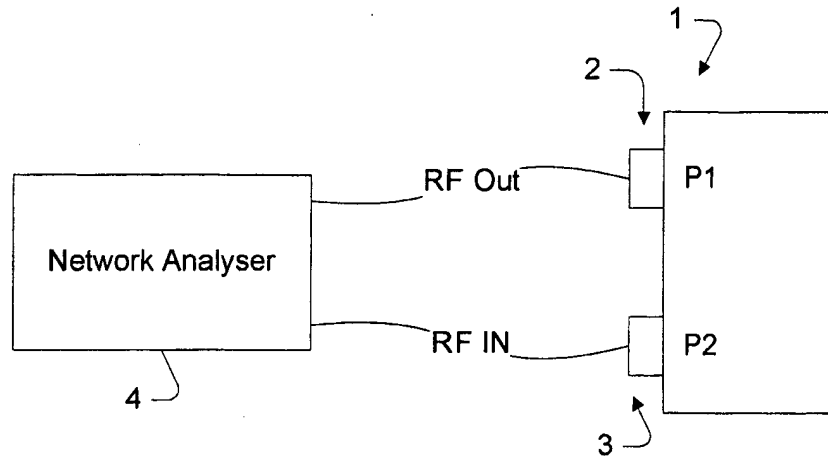 1
2
RF Out
P1
Network Analyser
RF IN
P2
4
3